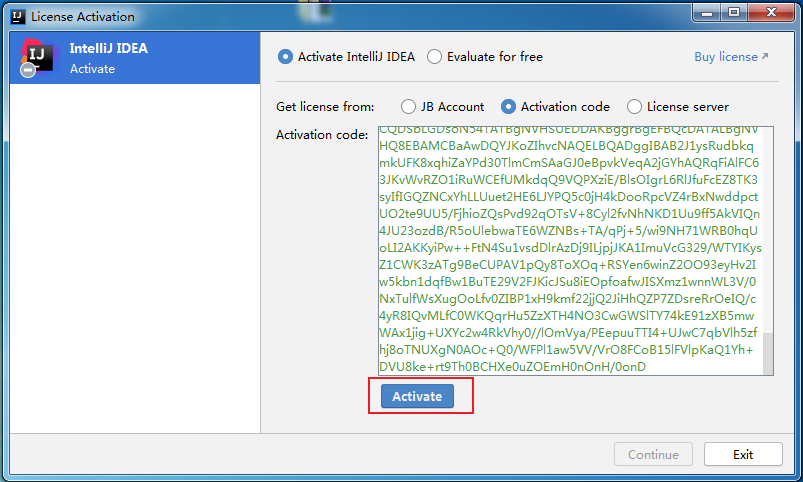 License Activation
IntelliJ IDEA
Activate
Activate IntelliJ IDEA
Evaluate for free
Buy license
Get license from:
JB Account
Activation code
License server
Activation code:
CQDSbLGDsoN54TATBgNVHSUEDDAKBggrBgEFBQcDATALBgNV
HQ8EBAMCBaAwDQYJKoZIhvcNAQELBQADggIBAB2J1ysRudbkq
mkUFK8xqhiZaYPd30TlmCmSAaGJ0eBpvkVeqA2jGYhAQRqFiAlFC6
3JKvWvRZO1iRuWCEfUMkdqQ9VQPXziE/BlsOIgrL6RlJfuFcEZ8TK3
syIfIGQZNCxYhLLUuet2HE6LJYPQ5c0jH4kDooRpcVZ4rBxNwddpct
UO2te9UU5/FjhioZQsPvd92qOTsV+8Cyl2fvNhNKD1Uu9ff5AkVIQn
4JU23ozdB/R5oUlebwaTE6WZNBs+TA/qPj+5/wi9NH71WRB0hqU
oLI2AKKyiPw++FtN4Su1vsdDlrAzDj9ILjpjJKA1ImuVcG329/WTYIKys
Z1CWK3zATg9BeCUPAV1pQy8ToXOq+RSYen6winZ2OO93eyHv2I
w5kbn1dqfBw1BuTE29V2FJKicJSu8iEOpfoafwJISXmz1wnnWL3V/0
NxTulfWsXugOoLfv0ZIBP1xH9kmf22jjQ2JiHhQZP7ZDsreRrOeIQ/c
4yR8IQvMLfC0WKQqrHu5ZzXTH4NO3CwGWSlTY74kE91zXB5mw
WAx1jig+UXYc2w4RkVhy0//lOmVya/PEepuuTTI4+UJwC7qbVlh5zf
hj8oTNUXgN0AOc+Q0/WFPl1aw5VV/VrO8FCoB15lFVlpKaQ1Yh+
DVU8ke+rt9Th0BCHXe0uZOEmH0nOnH/0onD
Activate
Continue
Exit